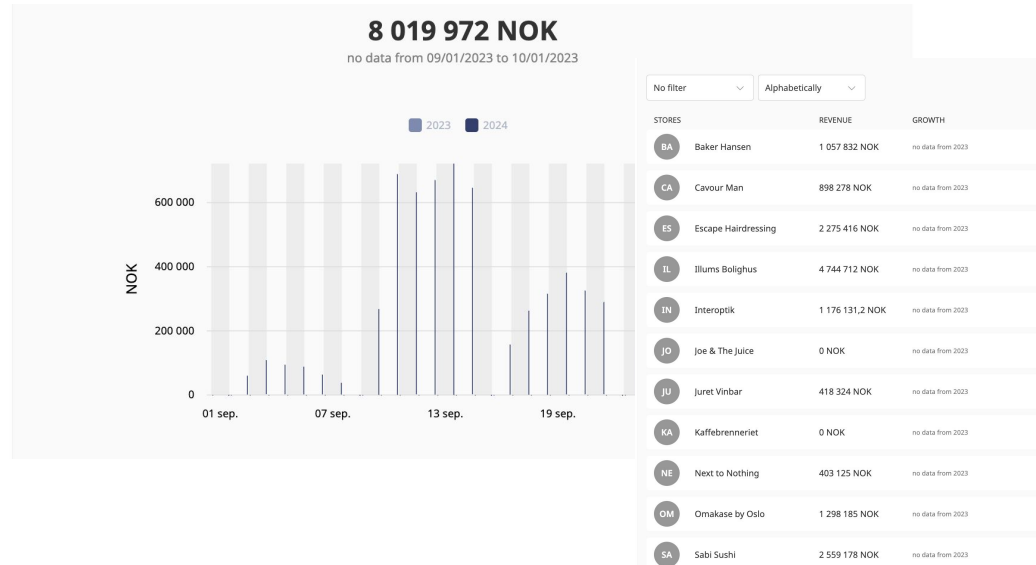 8 019 972 NOK
no data from 09/01/2023 to 10/01/2023
2023 2024
NOK
600 000
400 000
200 000
0
01 sep. 07 sep. 13 sep. 19 sep.
No filter Alphabetically
STORES REVENUE GROWTH
BA Baker Hansen 1 057 832 NOK no data from 2023
CA Cavour Man 898 278 NOK no data from 2023
ES Escape Hairdressing 2 275 416 NOK no data from 2023
IL Illums Bolighus 4 744 712 NOK no data from 2023
IN Interoptik 1 176 131,2 NOK no data from 2023
JO Joe & The Juice 0 NOK no data from 2023
JU Juret Vinbar 418 324 NOK no data from 2023
KA Kaffebrenneriet 0 NOK no data from 2023
NE Next to Nothing 403 125 NOK no data from 2023
OM Omakase by Oslo 1 298 185 NOK no data from 2023
SA Sabi Sushi 2 559 178 NOK no data from 2023